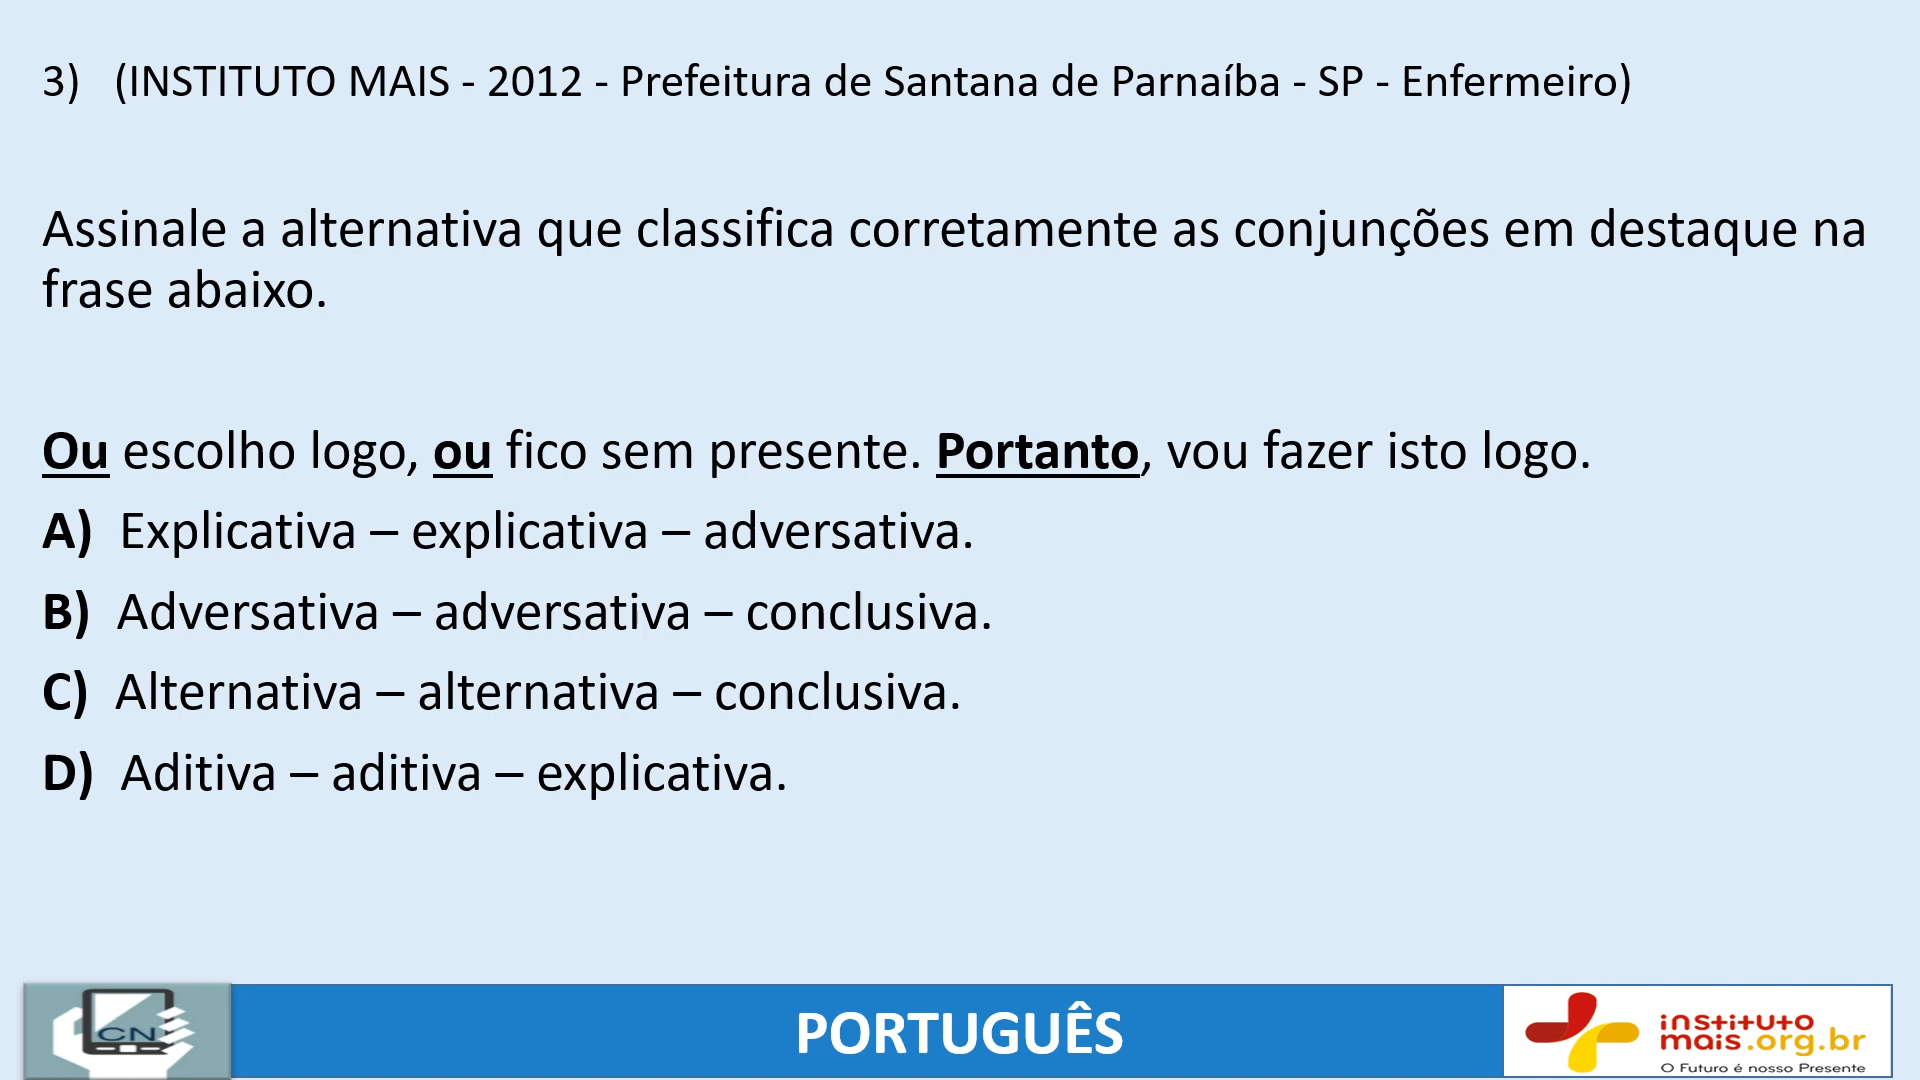 3) (INSTITUTO MAIS - 2012 - Prefeitura de Santana de Parnaíba - SP - Enfermeiro)
Assinale a alternativa que classifica corretamente as conjunções em destaque na
frase abaixo.
Ou escolho logo, ou fico sem presente. Portanto, vou fazer isto logo.
A) Explicativa – explicativa – adversativa.
B) Adversativa – adversativa – conclusiva.
C) Alternativa – alternativa – conclusiva.
D) Aditiva – aditiva – explicativa.
CN
PORTUGUÊS
instituto
mais.org.br
O Futuro é nosso Presente